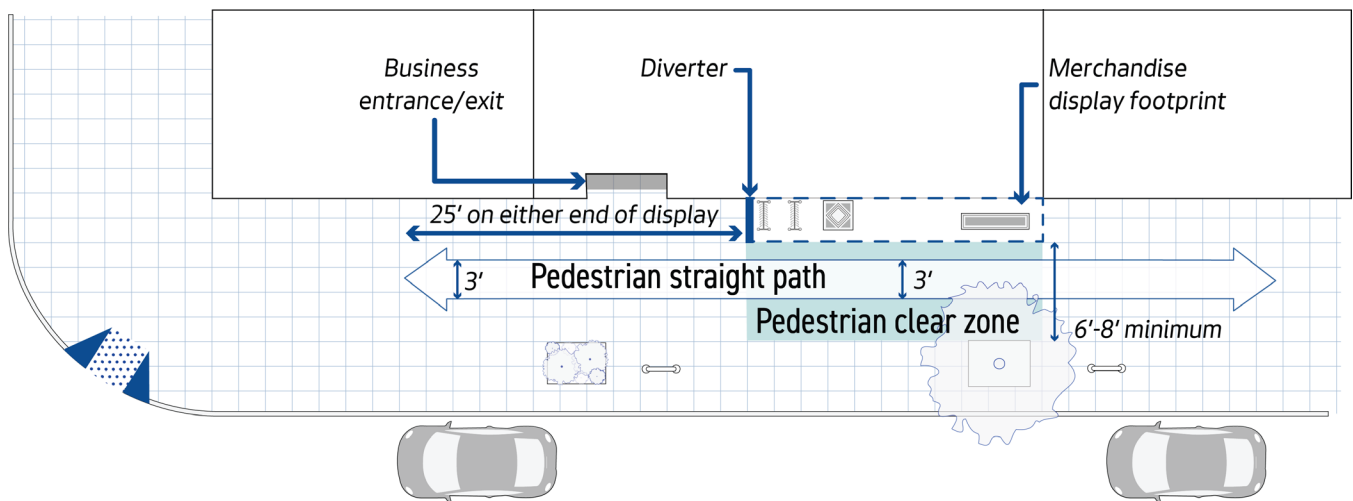 Business
entrance/exit
Diverter
Merchandise
display footprint
25' on either end of display
3'
Pedestrian straight path
3'
Pedestrian clear zone
6'-8' minimum